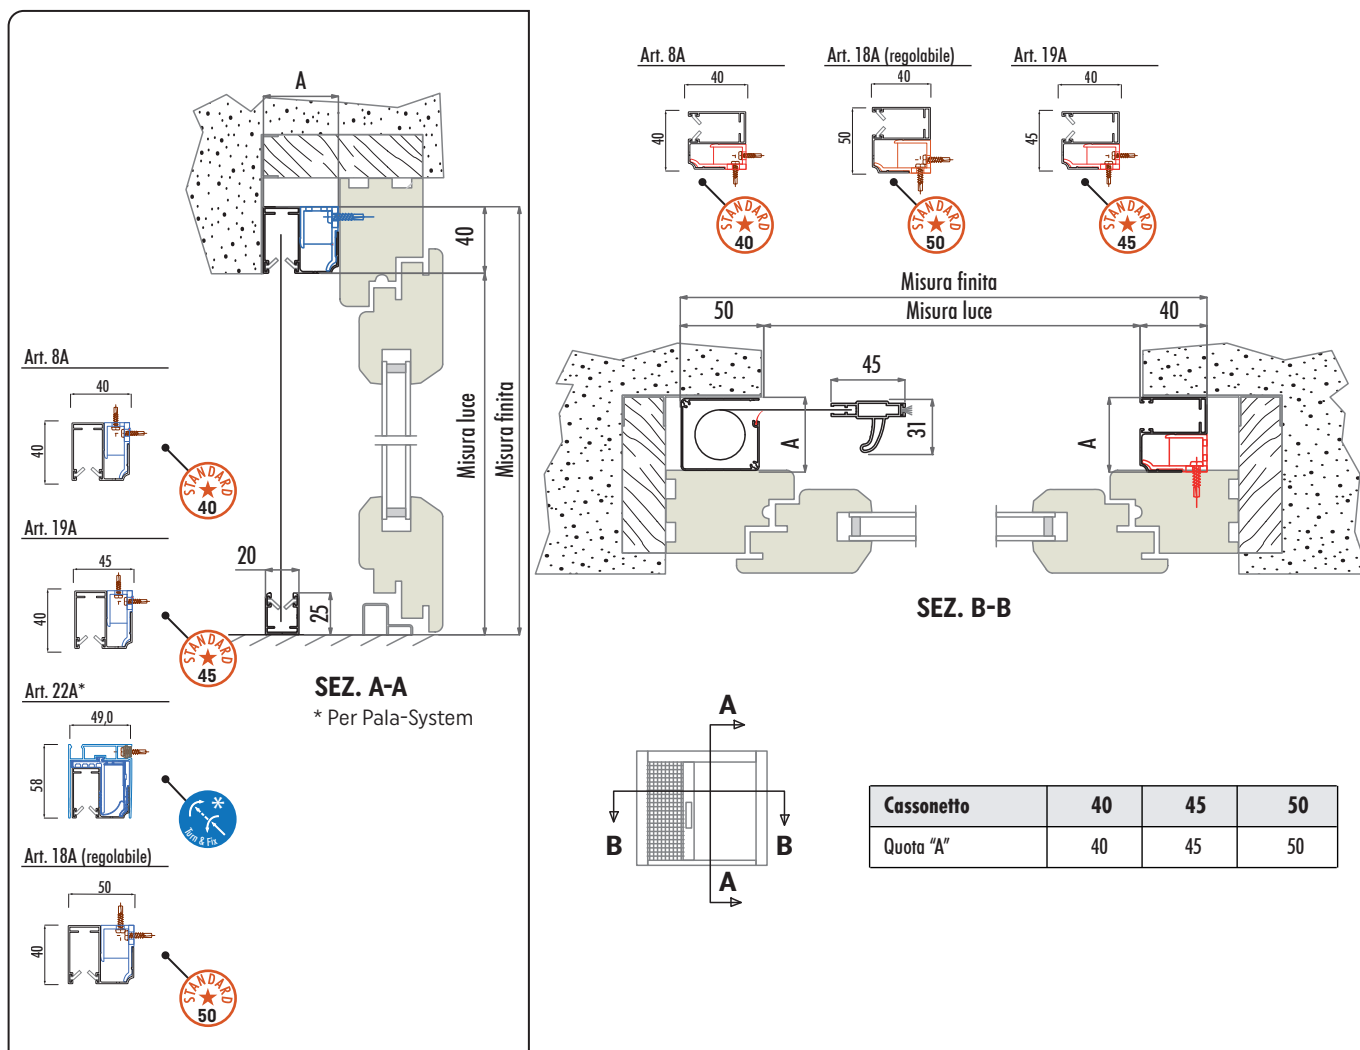 A
40
Misura luce
Misura finita
20
25
SEZ. A-A
* Per Pala-System
Art. 8A
40
40
STANDARD
40
Art. 19A
45
40
STANDARD
45
Art. 22A*
49,0
58
*
Turn & Fix
Art. 18A (regolabile)
50
40
STANDARD
50
Art. 8A
40
40
STANDARD
40
Art. 18A (regolabile)
40
50
STANDARD
50
Art. 19A
40
45
STANDARD
45
Misura finita
50
Misura luce
40
45
31
A
A
SEZ. B-B
A
B
B
A
Cassonetto 40 45 50
Quota “A” 40 45 50